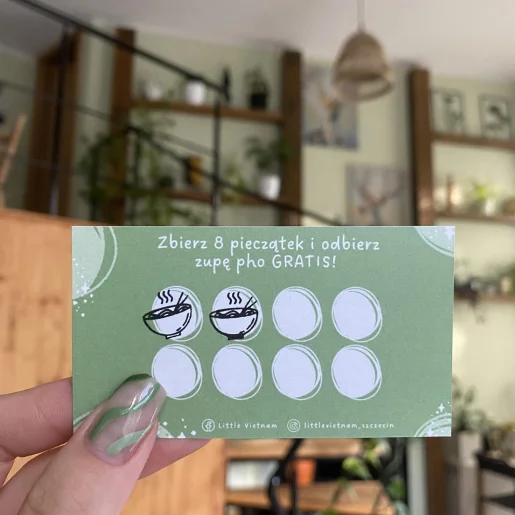 Zbierz 8 pieczątek i odbierz
zupę pho GRATIS!
Little Vietnam littlevietnam_szczecin